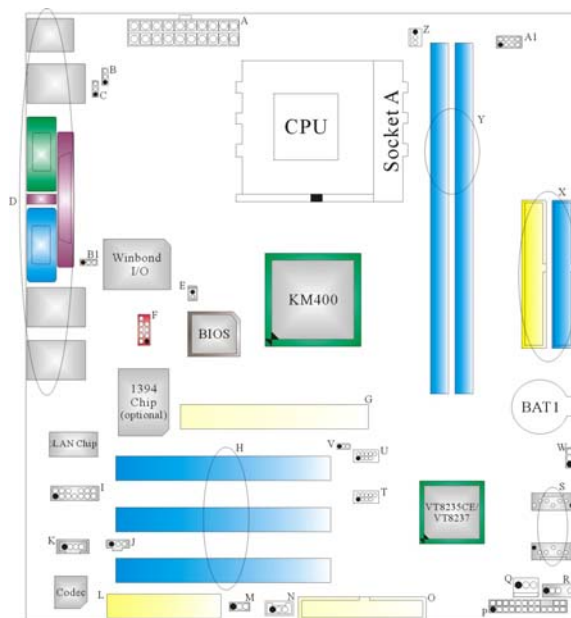 A
Z
A1
B
C
CPU
Socket A
Y
X
D
B1
Winbond
I/O
E
F
BIOS
KM400
1394
Chip
(optional)
G
BAT1
LAN Chip
H
V
U
W
I
T
VT8235CE/
VT8237
S
K
J
Codec
L
M
N
O
Q
R
P